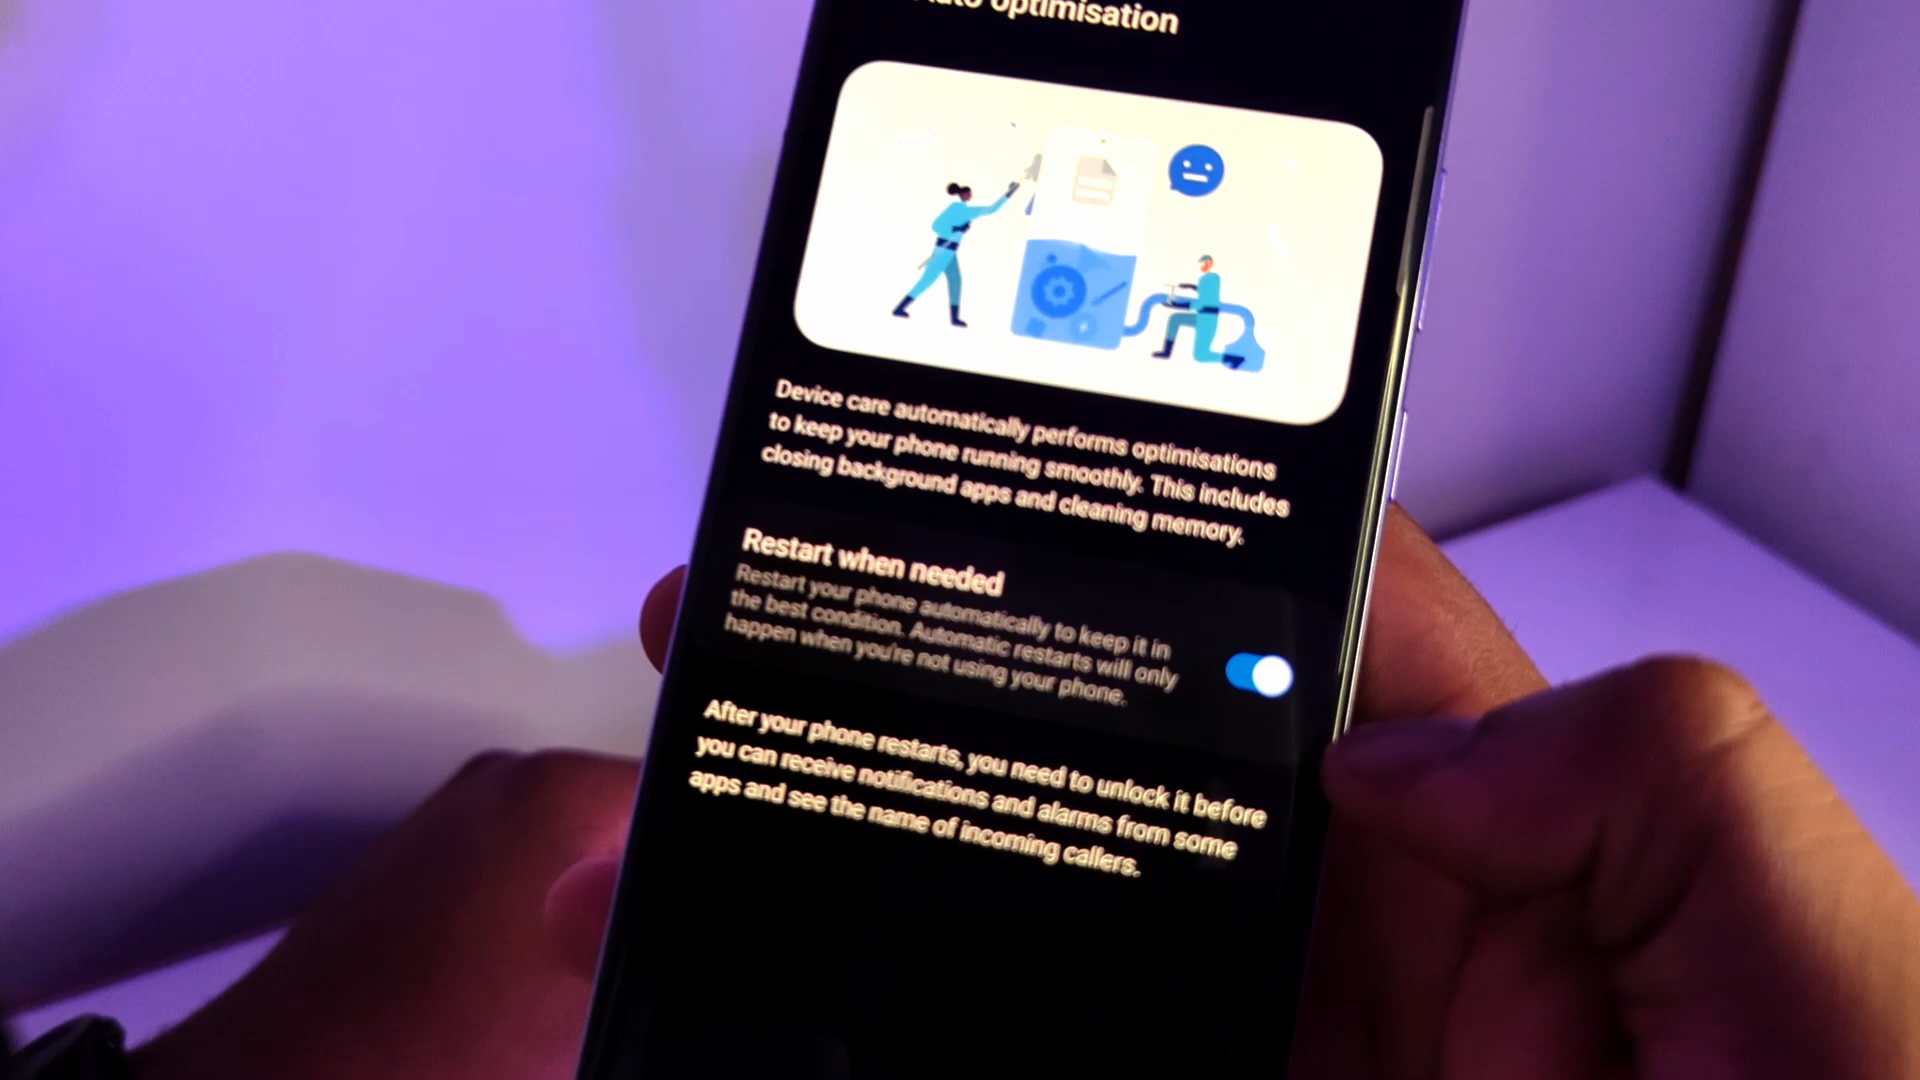 Auto optimisation
Device care automatically performs optimisations
to keep your phone running smoothly. This includes
closing background apps and cleaning memory.
Restart when needed
Restart your phone automatically to keep it in
the best condition. Automatic restarts will only
happen when you're not using your phone.
After your phone restarts, you need to unlock it before
you can receive notifications and alarms from some
apps and see the name of incoming callers.